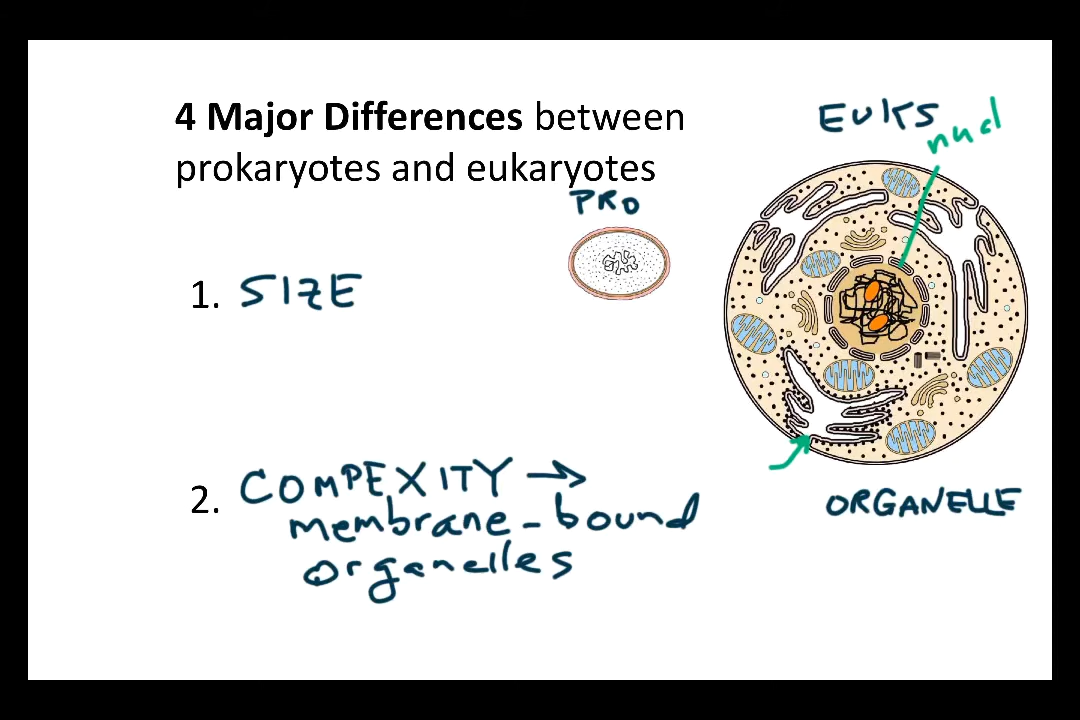 4 Major Differences between
prokaryotes and eukaryotes
EUKS
nucl
PRO
1. SIZE
2. COMPEXITY →
membrane-bound
organelles
ORGANELLE